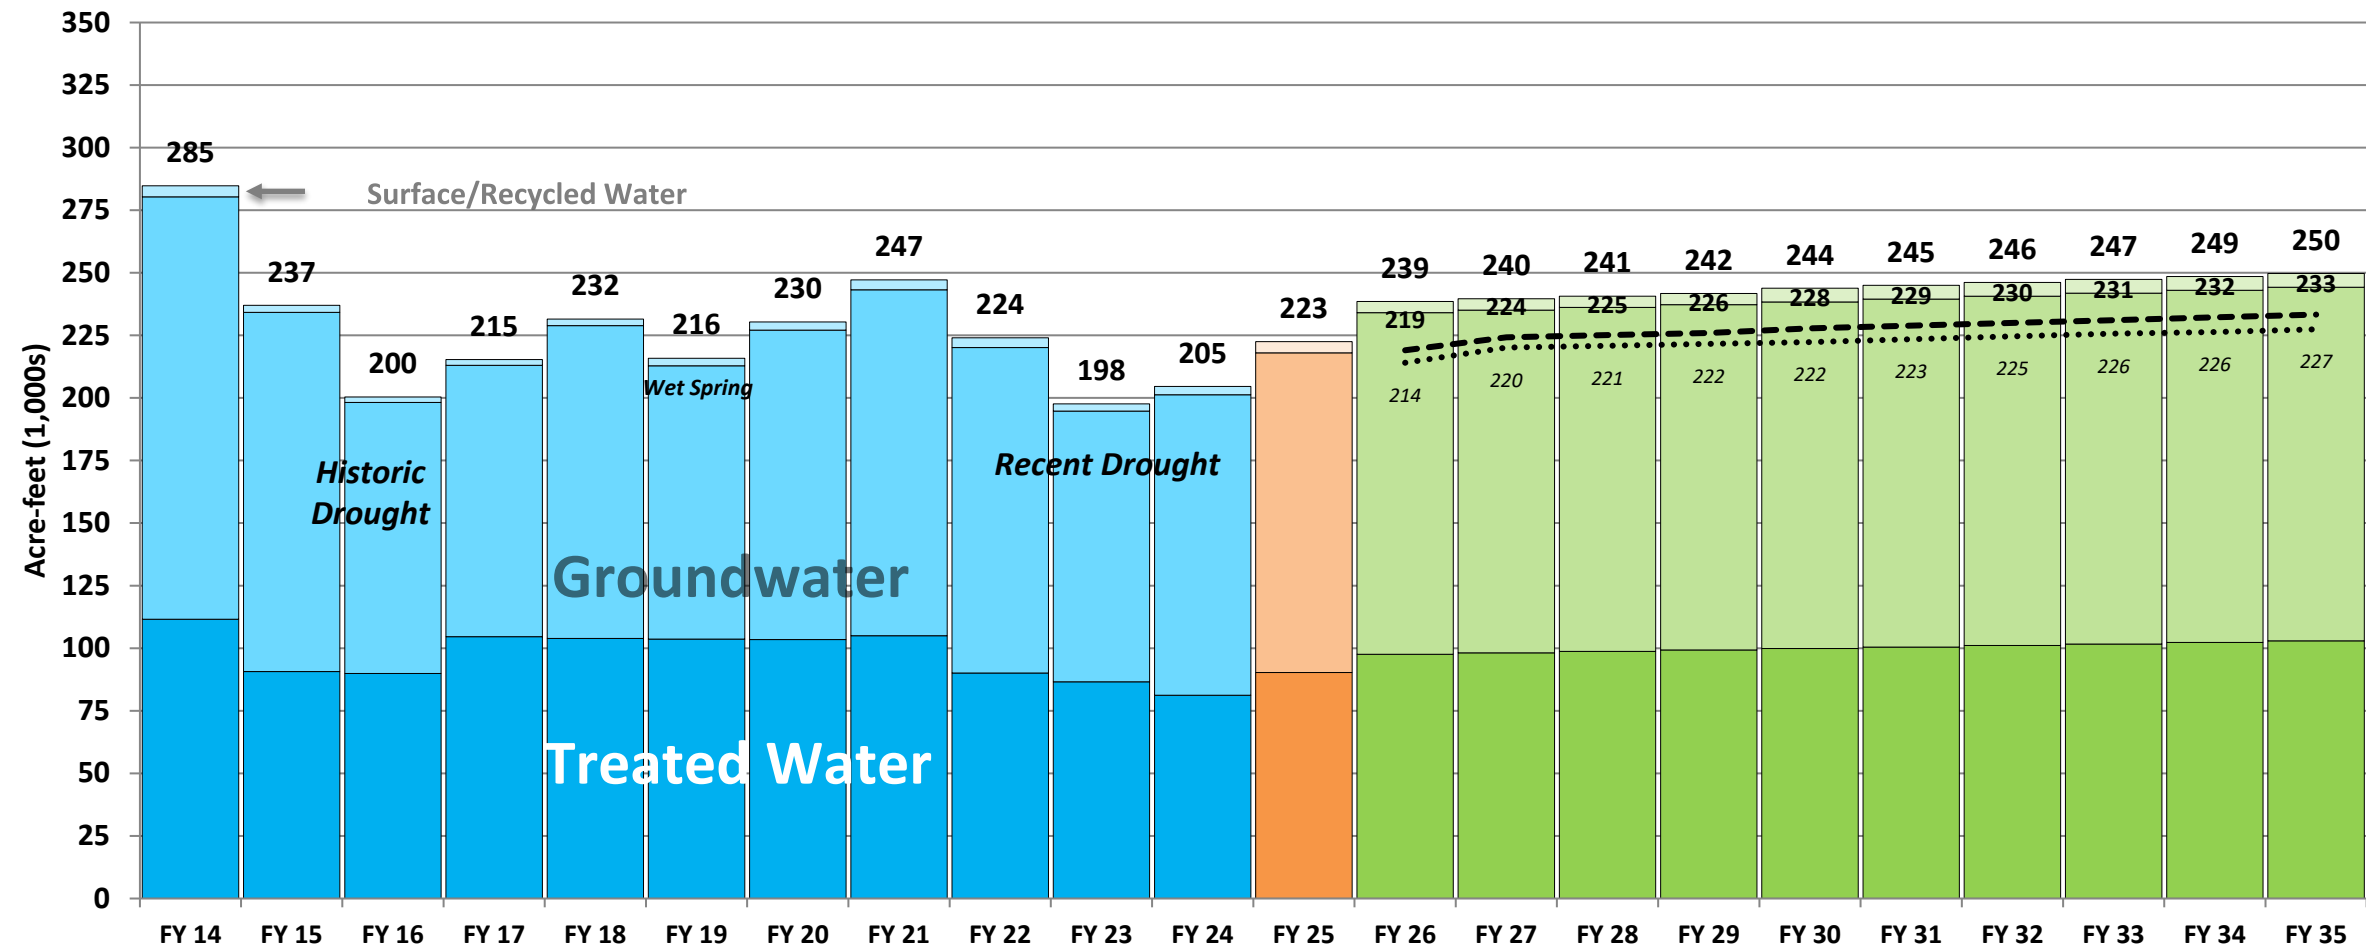 350
325
300
275
250
225
200
175
150
125
100
75
50
25
0
Acre-feet (1,000s)
285
237
200
215
232
216
230
247
224
198
205
223
239
240
241
242
244
245
246
247
249
250
Surface/Recycled Water
219
224
225
226
228
229
230
231
232
233
214
220
221
222
222
223
225
226
226
227
Wet Spring
Historic
Drought
Recent Drought
Groundwater
Treated Water
FY 14
FY 15
FY 16
FY 17
FY 18
FY 19
FY 20
FY 21
FY 22
FY 23
FY 24
FY 25
FY 26
FY 27
FY 28
FY 29
FY 30
FY 31
FY 32
FY 33
FY 34
FY 35